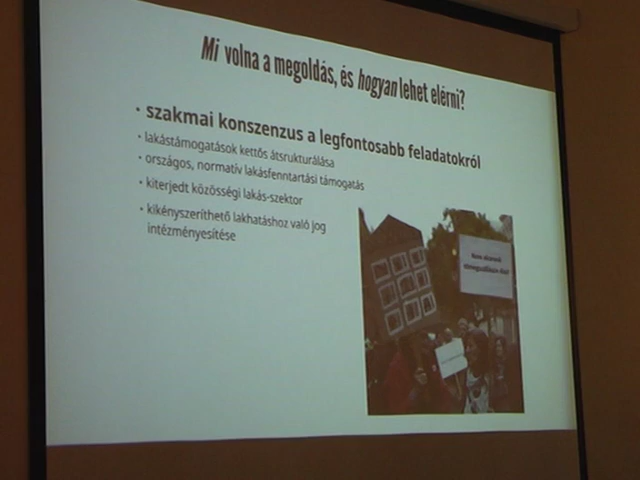 Mi volna a megoldás, és hogyan lehet elérni?
• szakmai konszenzus a legfontosabb feladatokról
• lakástámogatások kettős átsrukturálása
• országos, normatív lakásfenntartási támogatás
• kiterjedt közösségi lakás-szektor
• kikényszeríthető lakhatáshoz való jog
intézményesítése